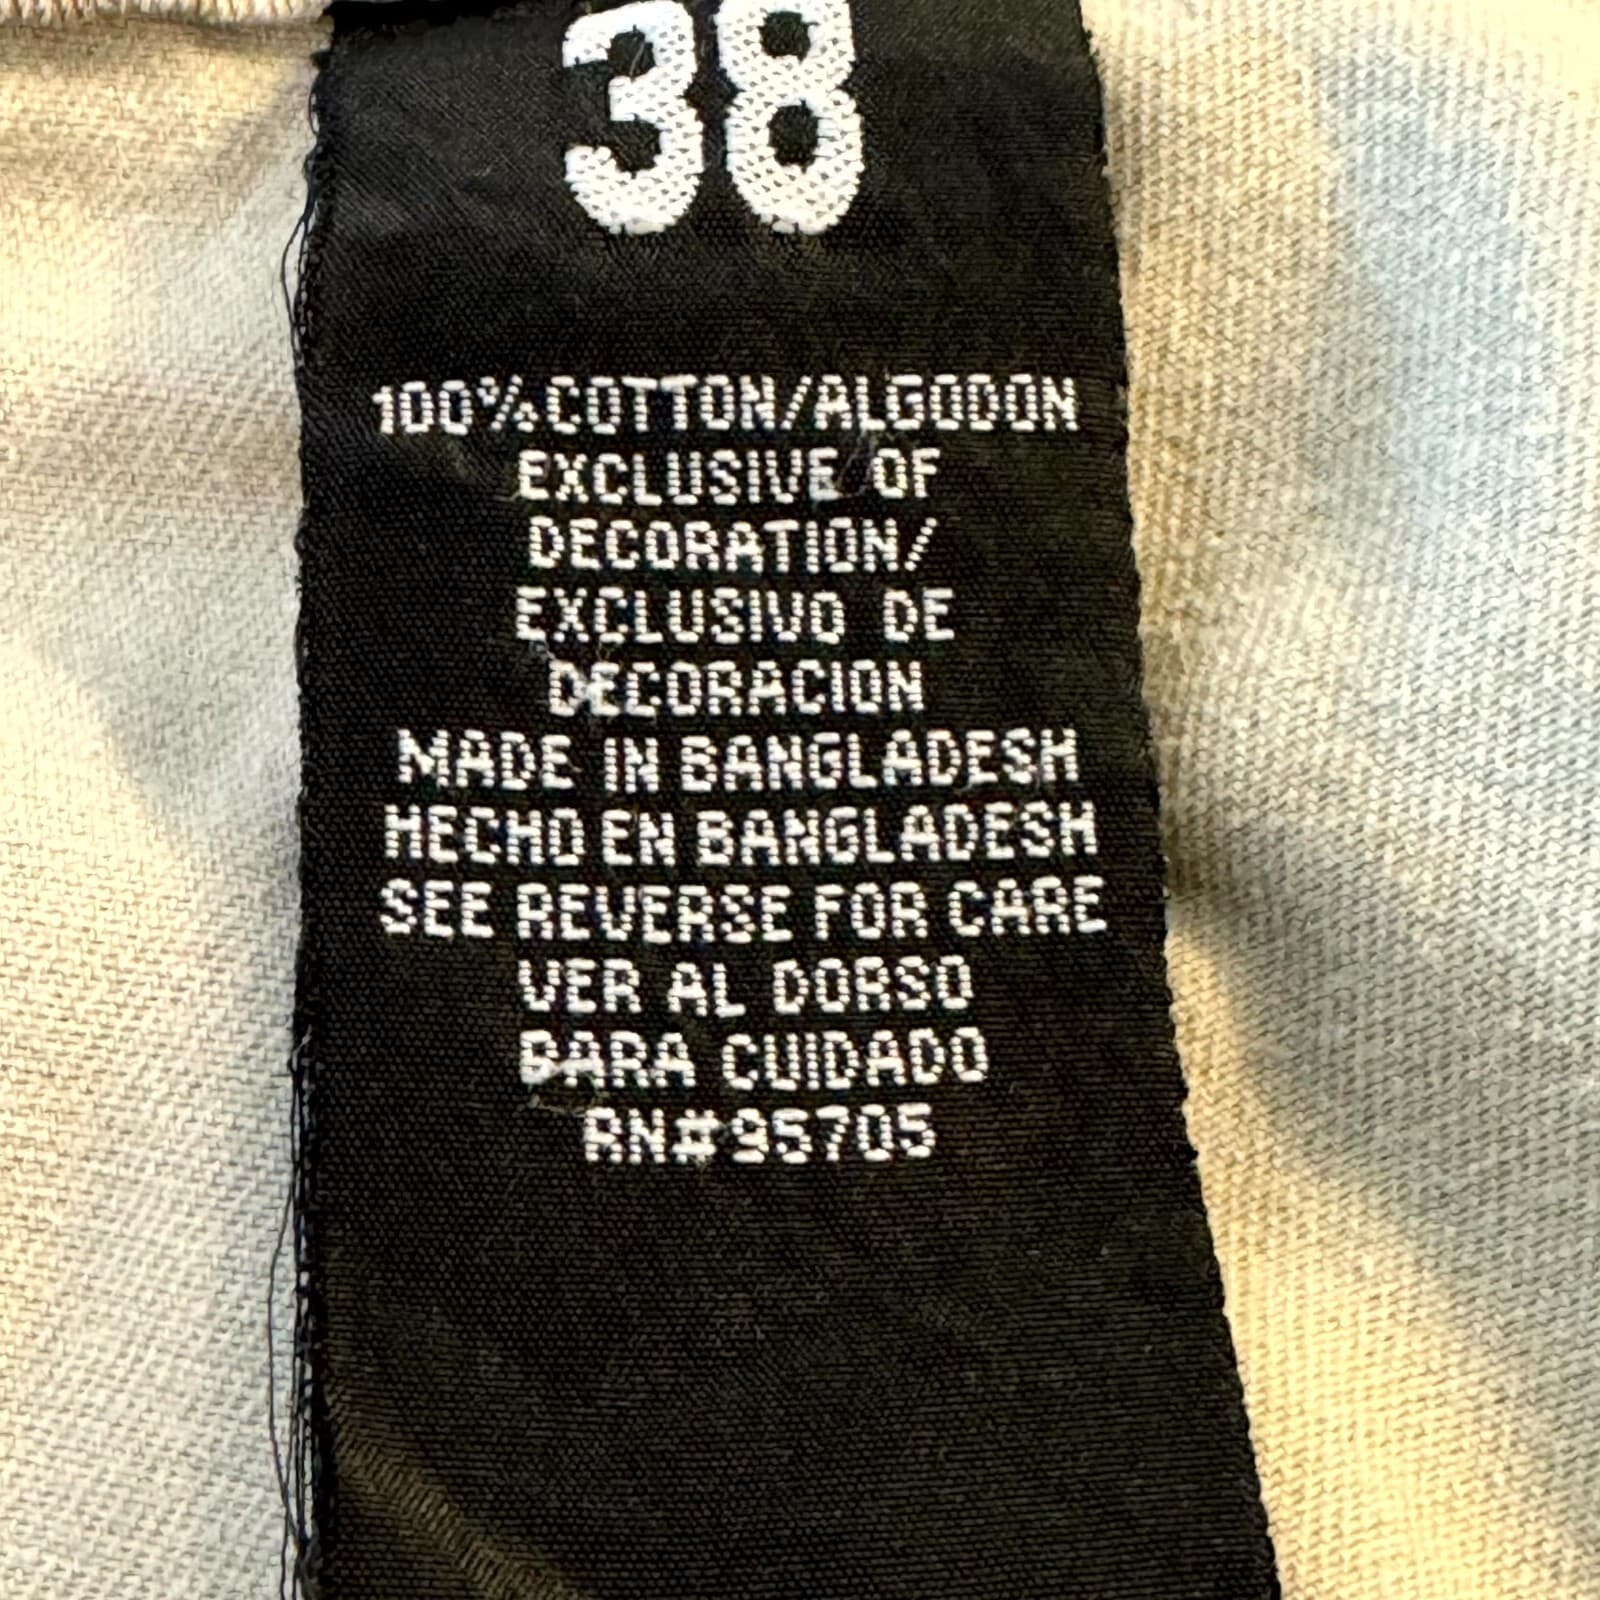 38
100% COTTON/ALGODON
EXCLUSIVE OF
DECORATION/
EXCLUSIVO DE
DECORACION
MADE IN BANGLADESH
HECHO EN BANGLADESH
SEE REVERSE FOR CARE
VER AL DORSO
PARA CUIDADO
RN#95705